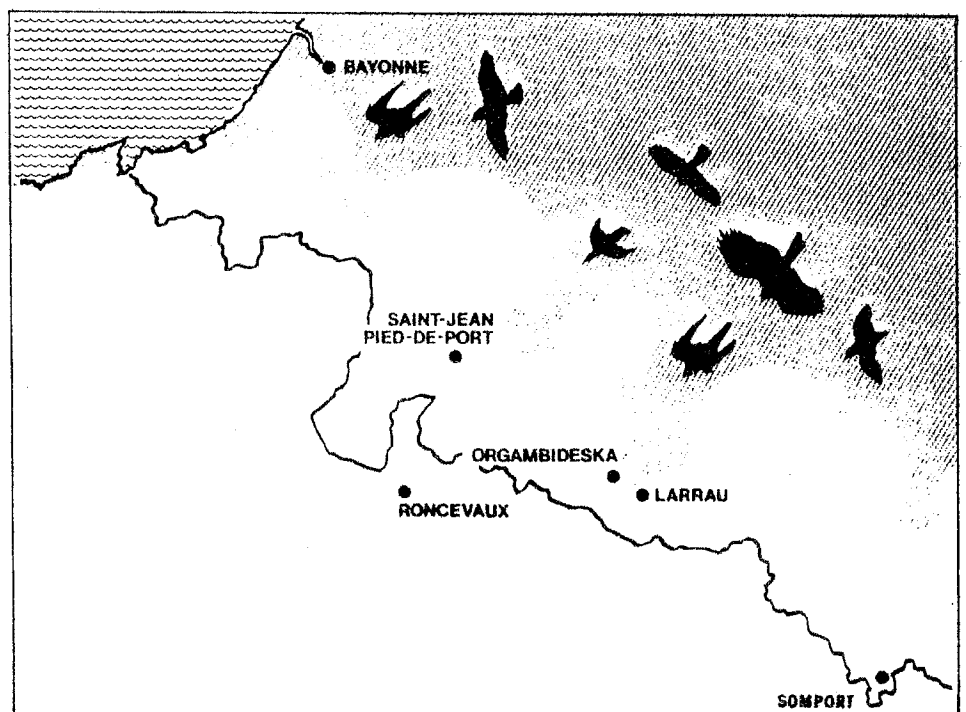 BAYONNE
SAINT-JEAN
PIED-DE-PORT
ORGAMBIDESKA
LARRAU
RONCEVAUX
SOMPORT